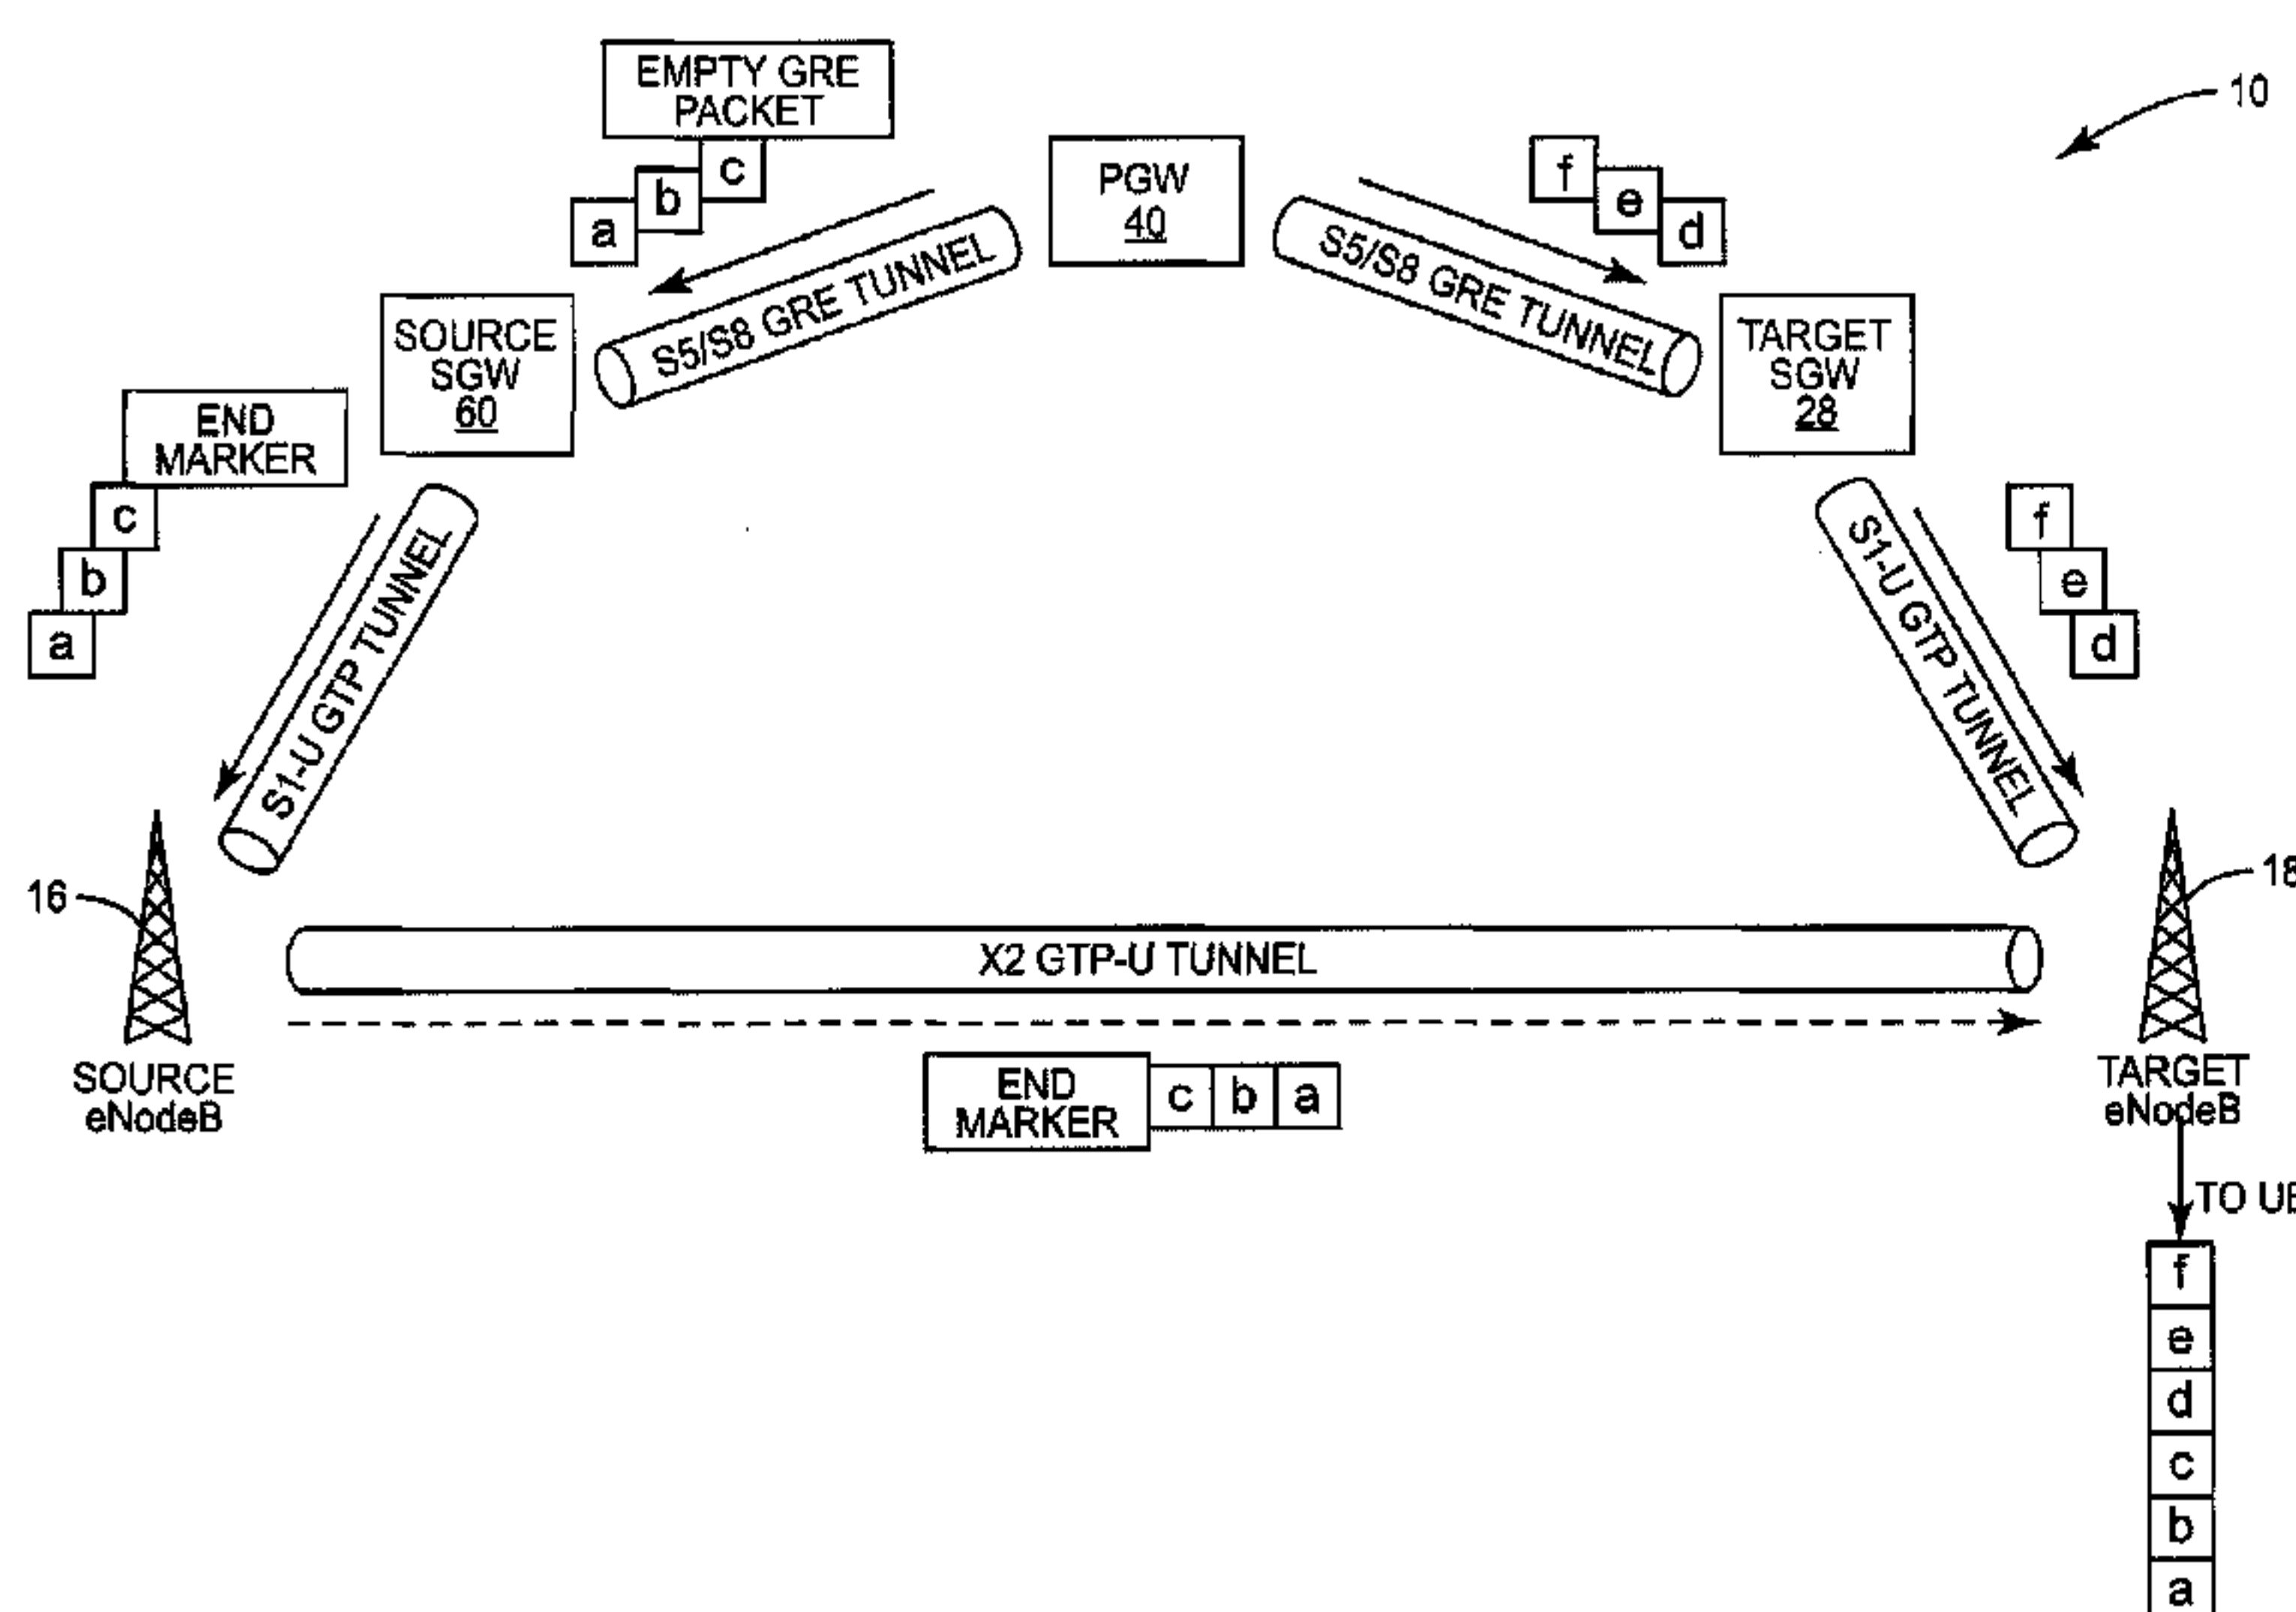 EMPTY GRE
PACKET
c
b
a
PGW
40
f
e
d
10
S5/S8 GRE TUNNEL
S5/S8 GRE TUNNEL
SOURCE
SGW
60
TARGET
SGW
28
END
MARKER
c
b
a
S1-U GTP TUNNEL
S1-U GTP TUNNEL
f
e
d
16
18
X2 GTP-U TUNNEL
SOURCE
eNodeB
END
MARKER
c b a
TARGET
eNodeB
TO UE
f
e
d
c
b
a